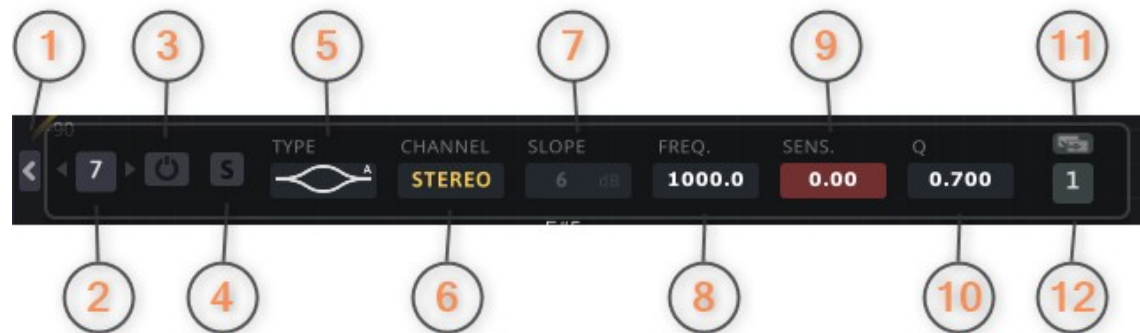 1 3 5 7 9 11
-90
TYPE CHANNEL SLOPE FREQ. SENS. Q
7 S A STEREO 6 dB 1000.0 0.00 0.700 1
2 4 6 8 10 12